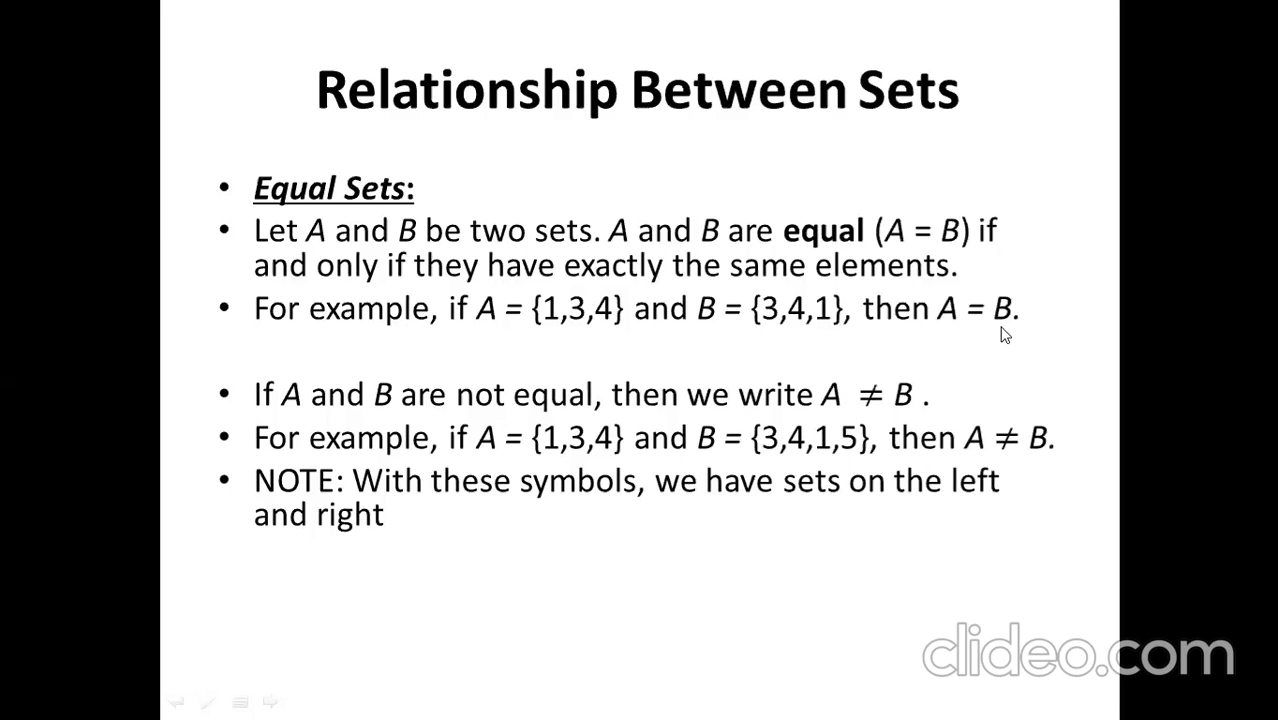 Relationship Between Sets
• Equal Sets:
• Let A and B be two sets. A and B are equal (A = B) if
and only if they have exactly the same elements.
• For example, if A = {1,3,4} and B = {3,4,1}, then A = B.
• If A and B are not equal, then we write A ≠ B .
• For example, if A = {1,3,4} and B = {3,4,1,5}, then A ≠ B.
• NOTE: With these symbols, we have sets on the left
and right
clideo.com